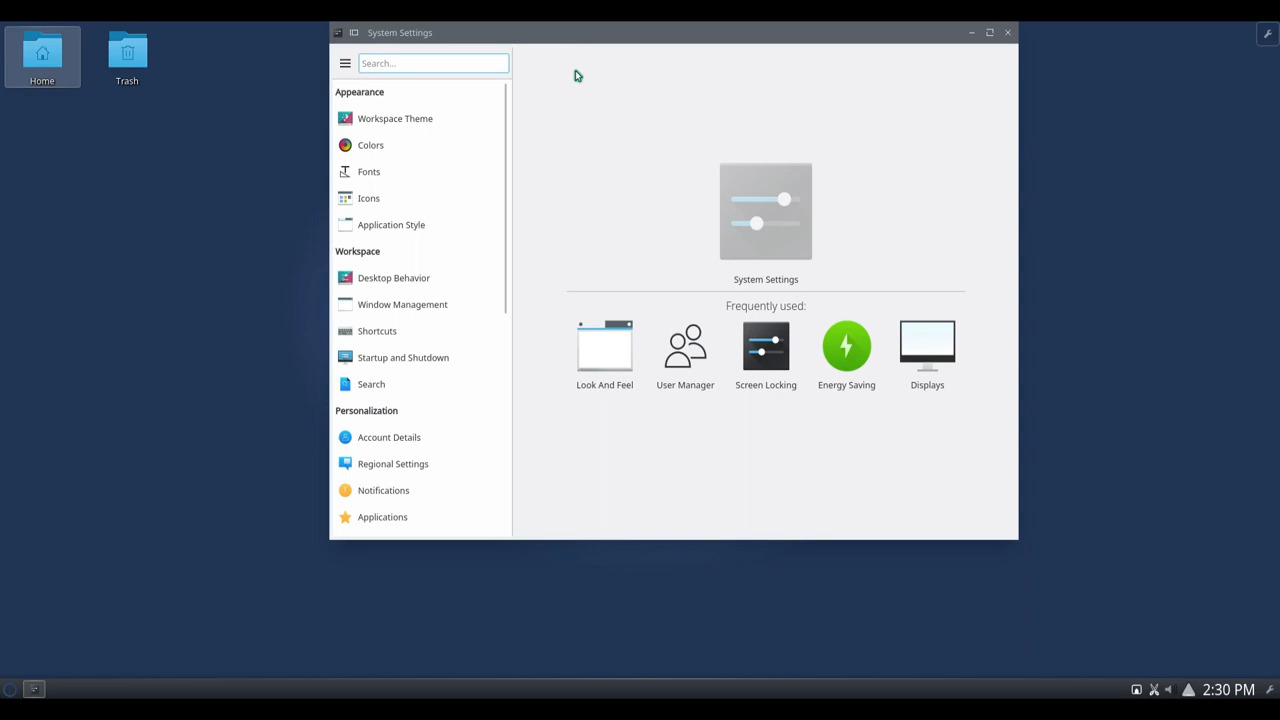 System Settings
Home
Trash
Search...
Appearance
Workspace Theme
Colors
Fonts
Icons
Application Style
Workspace
Desktop Behavior
Window Management
Shortcuts
Startup and Shutdown
Search
Personalization
Account Details
Regional Settings
Notifications
Applications
System Settings
Frequently used:
Look And Feel
User Manager
Screen Locking
Energy Saving
Displays
2:30 PM